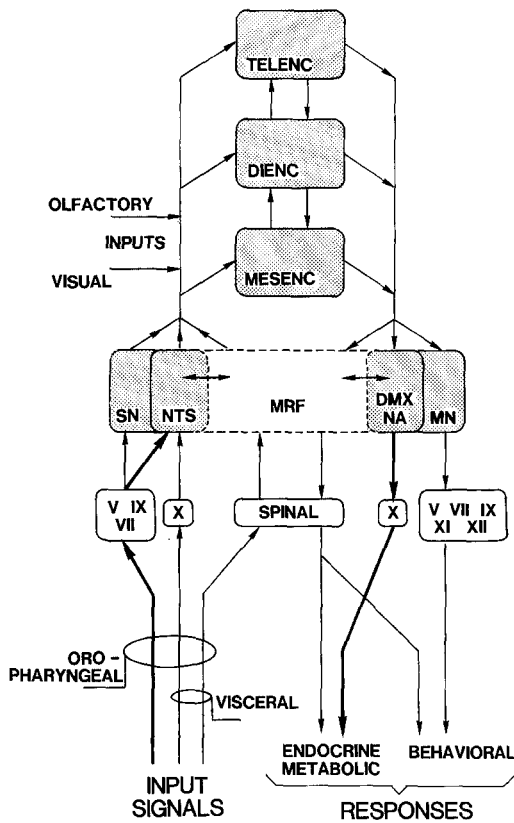 TELENC
DIENC
OLFACTORY
INPUTS
VISUAL
MESENC
SN NTS
MRF
DMX
NA MN
V IX
VII
X
SPINAL
X
V VII IX
XI XII
ORO -
PHARYNGEAL
VISCERAL
INPUT
SIGNALS
ENDOCRINE
METABOLIC
BEHAVIORAL
RESPONSES